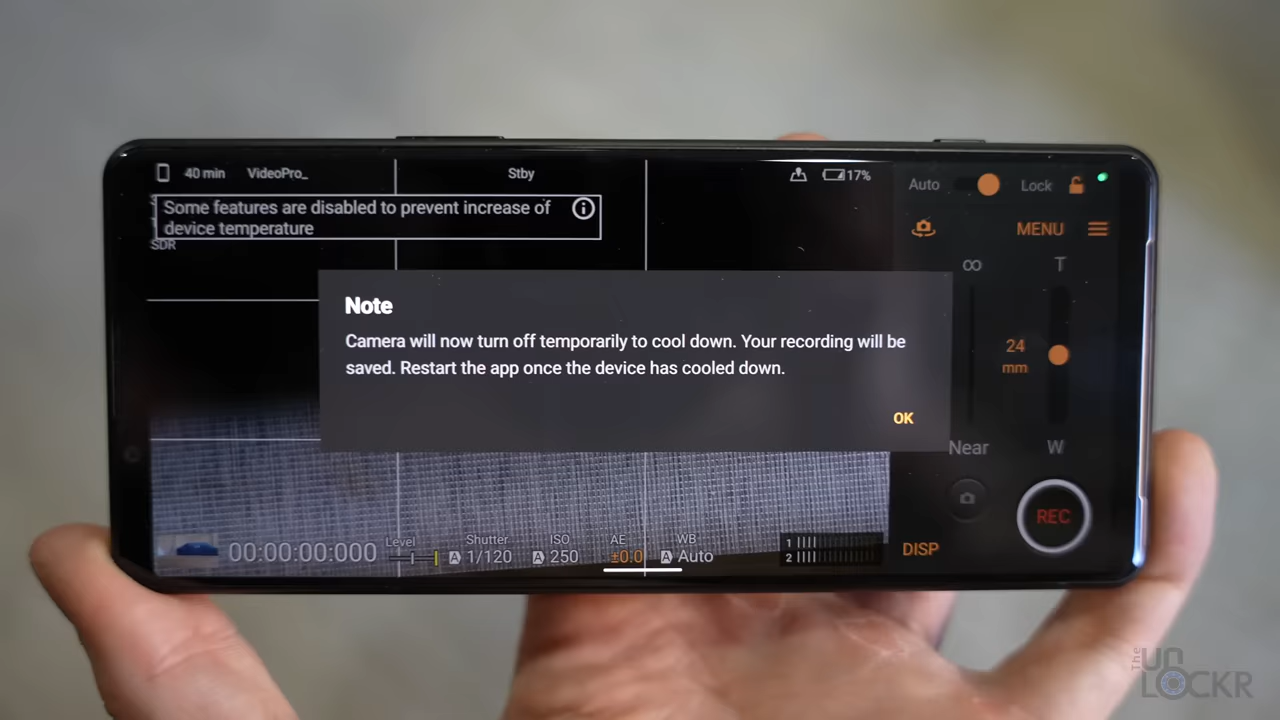 40 min VideoPro_ Stby 17%
Auto Lock
Some features are disabled to prevent increase of
device temperature
SDR
MENU
∞ T
Note
Camera will now turn off temporarily to cool down. Your recording will be
saved. Restart the app once the device has cooled down.
OK
24
mm
Near W
REC
DISP
00:00:00:000
Level
Shutter
A 1/120
ISO
A 250
AE
±0.0
WB
A Auto
1
2
The
UNLOCKR